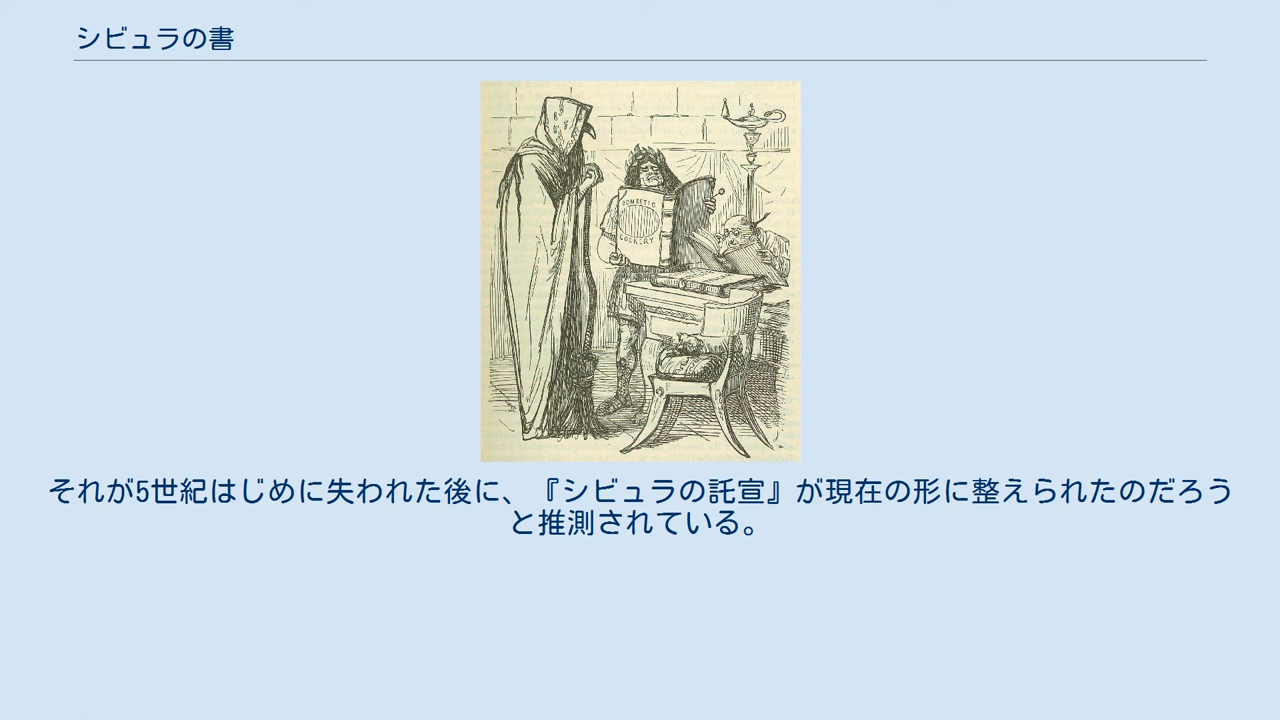 シビュラの書
DOMESTIC
COOKERY
それが5世紀はじめに失われた後に、『シビュラの託宣』が現在の形に整えられたのだろう
と推測されている。